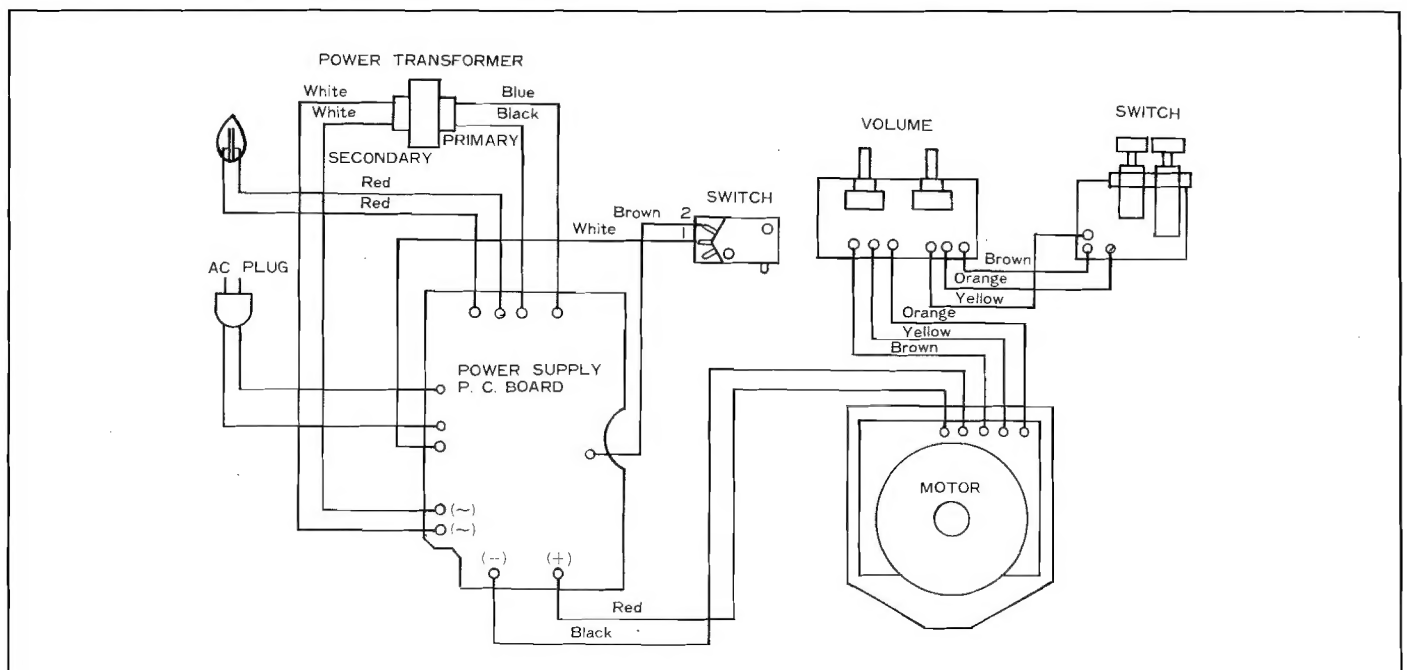 POWER TRANSFORMER
White
White
Blue
Black
PRIMARY
SECONDARY
Red
Red
AC PLUG
SWITCH
Brown 2
White 1
VOLUME
SWITCH
Brown
Orange
Yellow
Orange
Yellow
Brown
POWER SUPPLY
P. C. BOARD
(~)
(~)
(-)
(+)
MOTOR
Red
Black